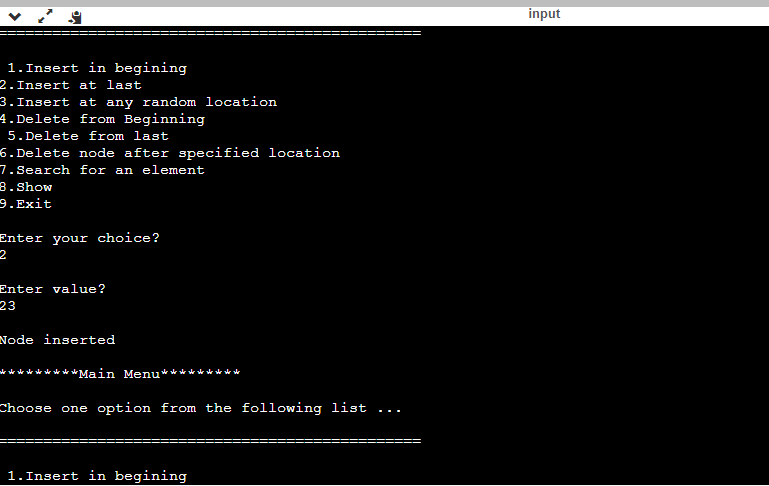 input
================================================
1.Insert in begining
2.Insert at last
3.Insert at any random location
4.Delete from Beginning
5.Delete from last
6.Delete node after specified location
7.Search for an element
8.Show
9.Exit
Enter your choice?
2
Enter value?
23
Node inserted
*********Main Menu*********
Choose one option from the following list ...
================================================
1.Insert in begining